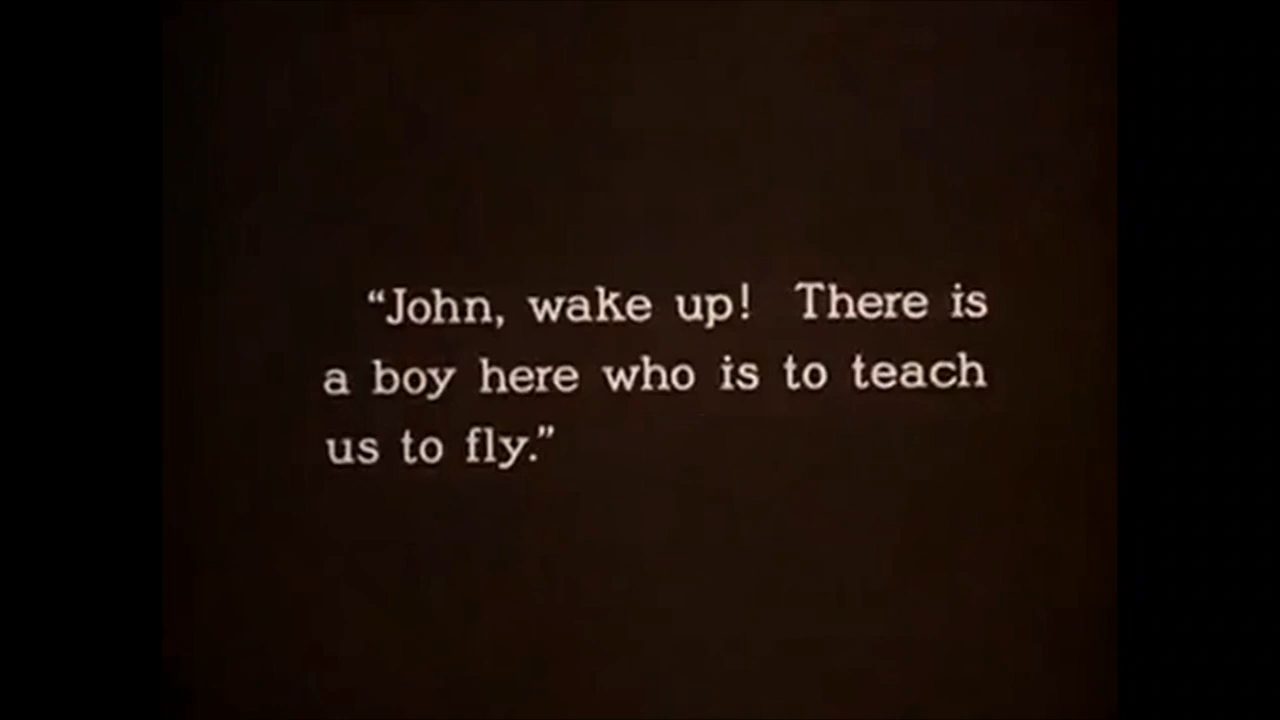 “John, wake up! There is
a boy here who is to teach
us to fly.”